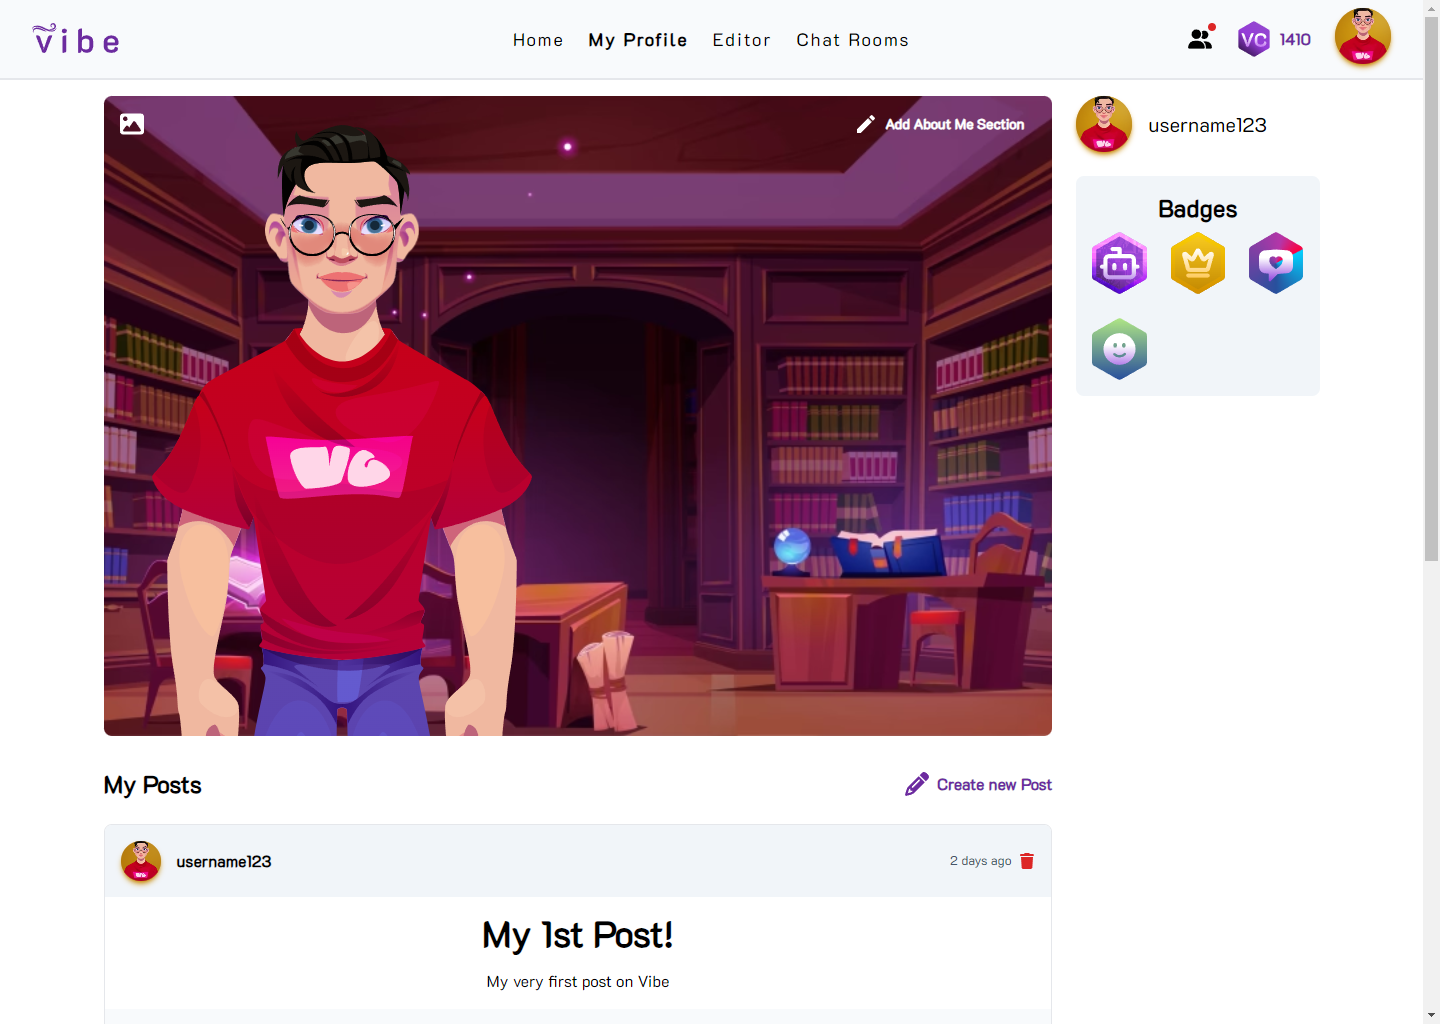 vibe
Home My Profile Editor Chat Rooms
VC 1410
Add About Me Section
username123
Badges
VC
My Posts
Create new Post
username123
2 days ago
My 1st Post!
My very first post on Vibe